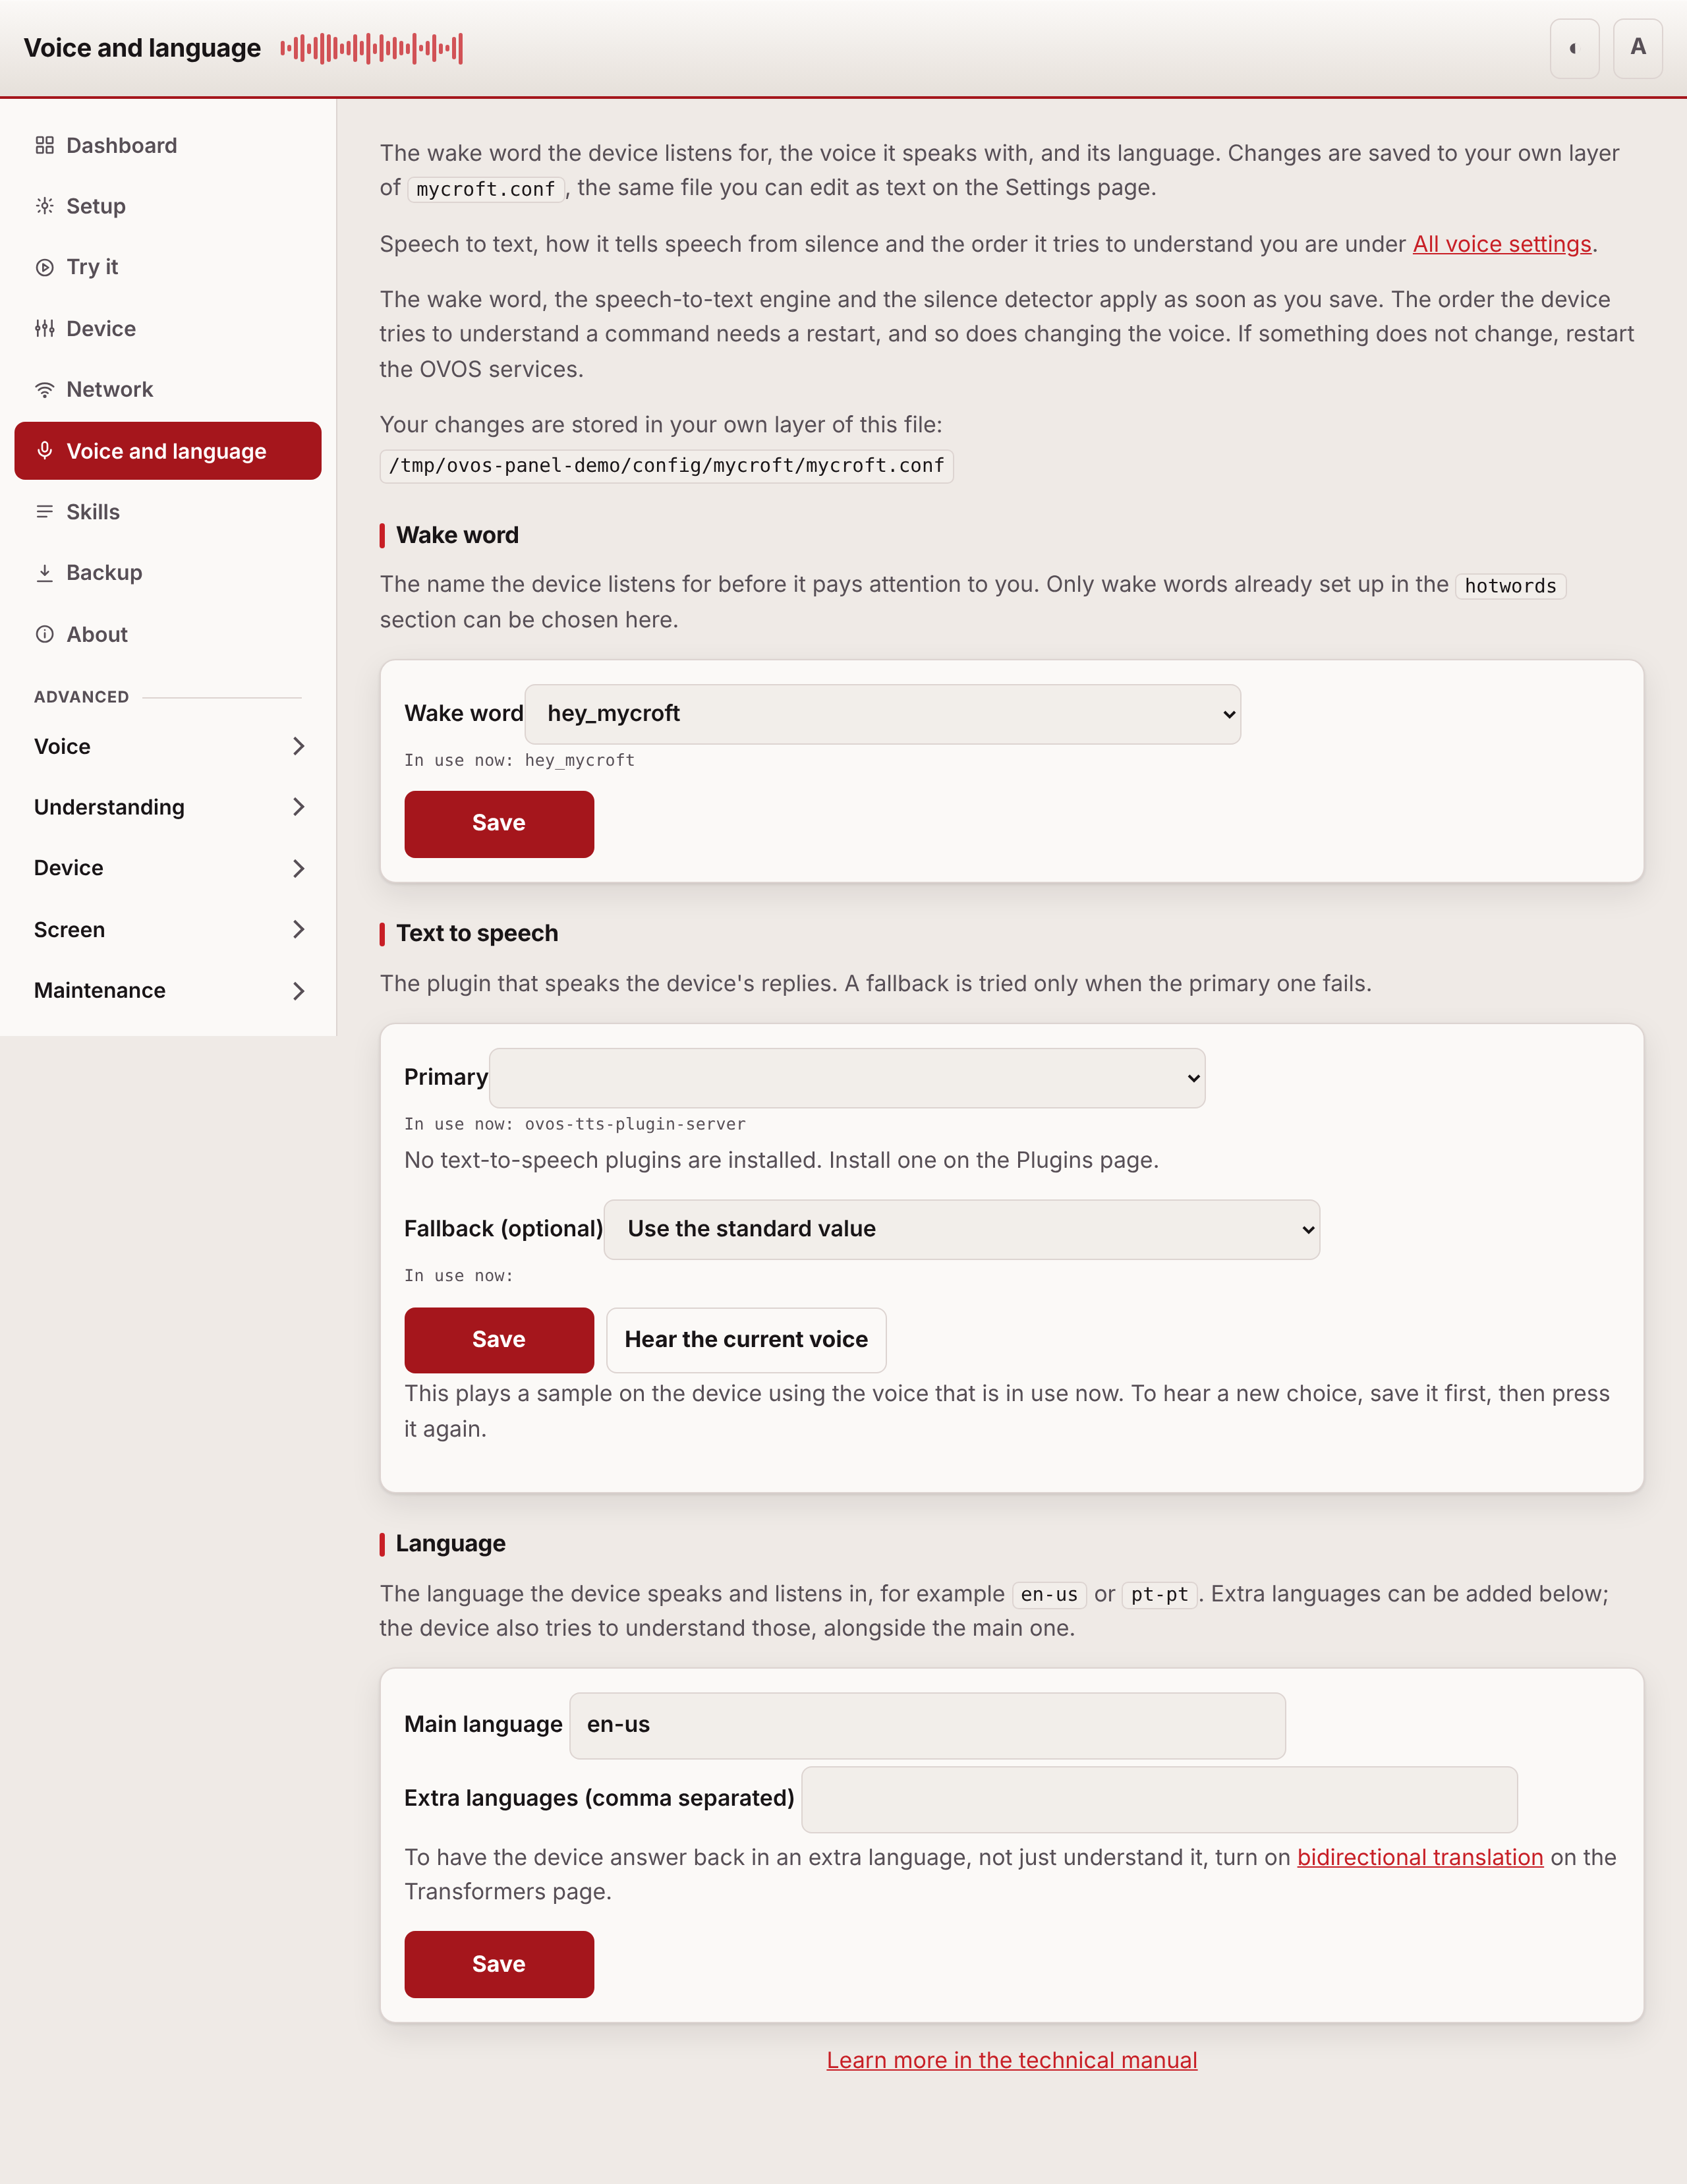 Voice and language
A
Dashboard
Setup
Try it
Device
Network
Voice and language
Skills
Backup
About
ADVANCED
Voice
Understanding
Device
Screen
Maintenance
The wake word the device listens for, the voice it speaks with, and its language. Changes are saved to your own layer
of mycroft.conf, the same file you can edit as text on the Settings page.
Speech to text, how it tells speech from silence and the order it tries to understand you are under All voice settings.
The wake word, the speech-to-text engine and the silence detector apply as soon as you save. The order the device
tries to understand a command needs a restart, and so does changing the voice. If something does not change, restart
the OVOS services.
Your changes are stored in your own layer of this file:
/tmp/ovos-panel-demo/config/mycroft/mycroft.conf
Wake word
The name the device listens for before it pays attention to you. Only wake words already set up in the hotwords
section can be chosen here.
Wake word hey_mycroft
In use now: hey_mycroft
Save
Text to speech
The plugin that speaks the device's replies. A fallback is tried only when the primary one fails.
Primary
In use now: ovos-tts-plugin-server
No text-to-speech plugins are installed. Install one on the Plugins page.
Fallback (optional) Use the standard value
In use now:
Save Hear the current voice
This plays a sample on the device using the voice that is in use now. To hear a new choice, save it first, then press
it again.
Language
The language the device speaks and listens in, for example en-us or pt-pt. Extra languages can be added below;
the device also tries to understand those, alongside the main one.
Main language en-us
Extra languages (comma separated)
To have the device answer back in an extra language, not just understand it, turn on bidirectional translation on the
Transformers page.
Save
Learn more in the technical manual